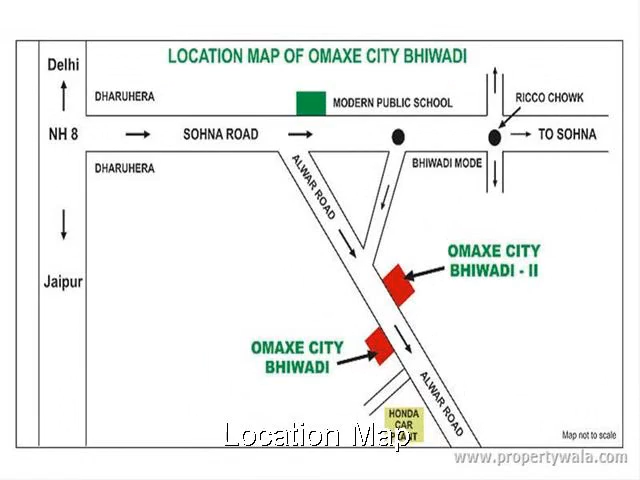 LOCATION MAP OF OMAXE CITY BHIWADI
Delhi
DHARUHERA
MODERN PUBLIC SCHOOL
RICCO CHOWK
NH 8
SOHNA ROAD
TO SOHNA
DHARUHERA
ALWAR ROAD
BHIWADI MODE
Jaipur
OMAXE CITY
BHIWADI - II
OMAXE CITY
BHIWADI
ALWAR ROAD
HONDA
CAR
Location Map
Map not to scale
www.propertywala.com